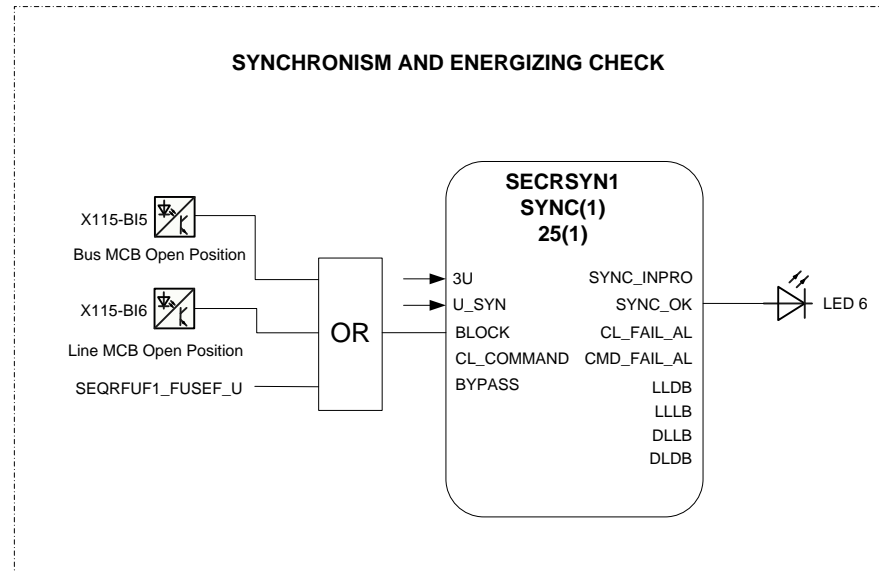 SYNCHRONISM AND ENERGIZING CHECK
X115-BI5
Bus MCB Open Position
X115-BI6
Line MCB Open Position
SEQRFUF1_FUSEF_U
OR
SECRSYN1
SYNC(1)
25(1)
3U
U_SYN
BLOCK
CL_COMMAND
BYPASS
SYNC_INPRO
SYNC_OK
CL_FAIL_AL
CMD_FAIL_AL
LLDB
LLLB
DLLB
DLDB
LED 6